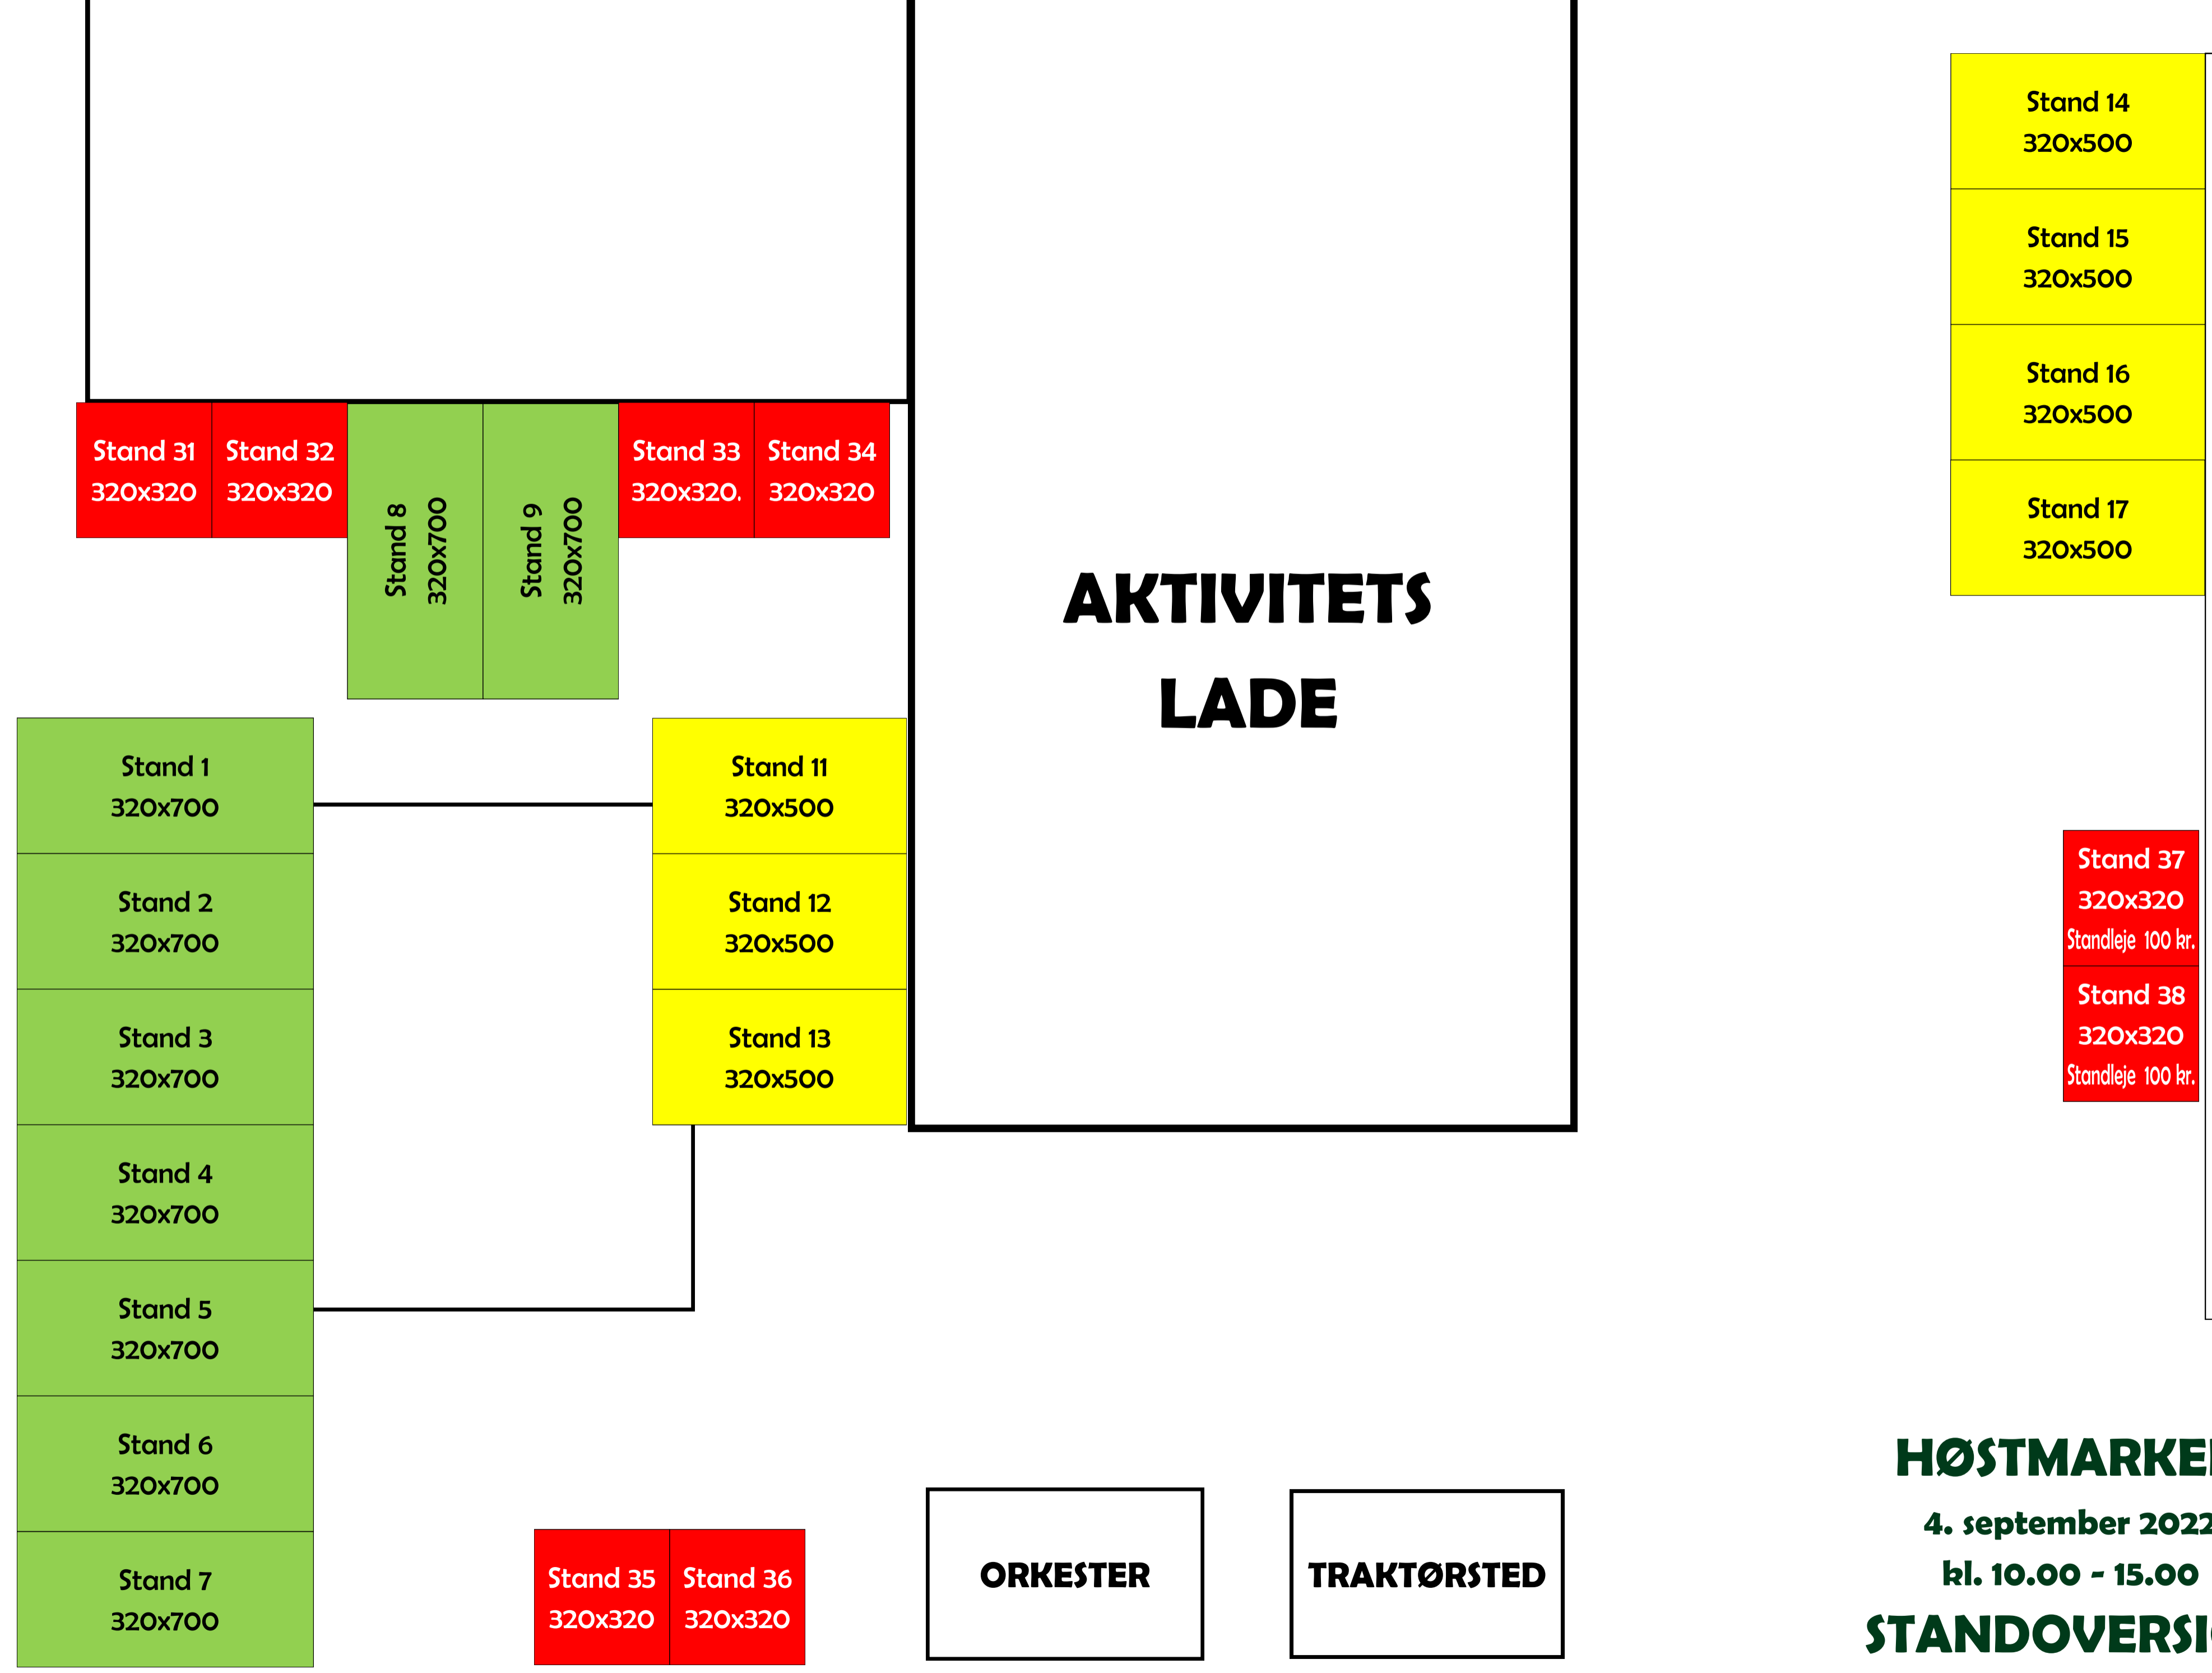 Stand 14
320x500
Stand 15
320x500
Stand 16
320x500
Stand 17
320x500
Stand 31
320x320
Stand 32
320x320
Stand 8
320x700
Stand 9
320x700
Stand 33
320x320.
Stand 34
320x320
AKTIVITETS
LADE
Stand 1
320x700
Stand 2
320x700
Stand 3
320x700
Stand 4
320x700
Stand 5
320x700
Stand 6
320x700
Stand 7
320x700
Stand 11
320x500
Stand 12
320x500
Stand 13
320x500
Stand 37
320x320
Standleje 100 kr.
Stand 38
320x320
Standleje 100 kr.
Stand 35
320x320
Stand 36
320x320
ORKESTER
TRAKTØRSTED
HØSTMARKE
4. september 2022
kl. 10.00 - 15.00
STANDOVERSI